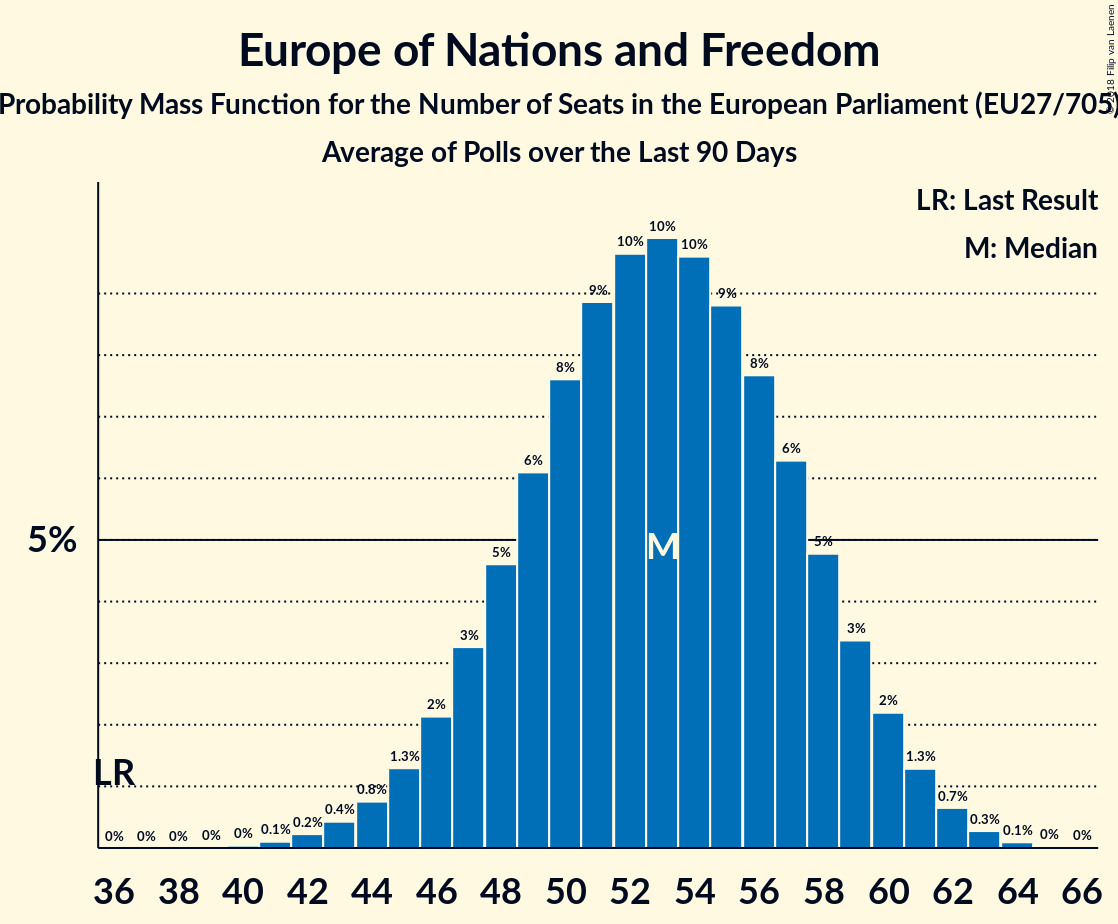 Europe of Nations and Freedom
Probability Mass Function for the Number of Seats in the European Parliament (EU27/705)
Average of Polls over the Last 90 Days
© 2018 Filip van Laenen
LR: Last Result
M: Median
10%
10% 10%
9% 9%
8% 8%
6% 6%
5%
M
5% 5%
3% 3%
2% 2%
LR
1.3% 1.3%
0.8% 0.7%
0.4% 0.3%
0% 0% 0% 0% 0% 0.1% 0.2% 0.1% 0% 0%
36 38 40 42 44 46 48 50 52 54 56 58 60 62 64 66